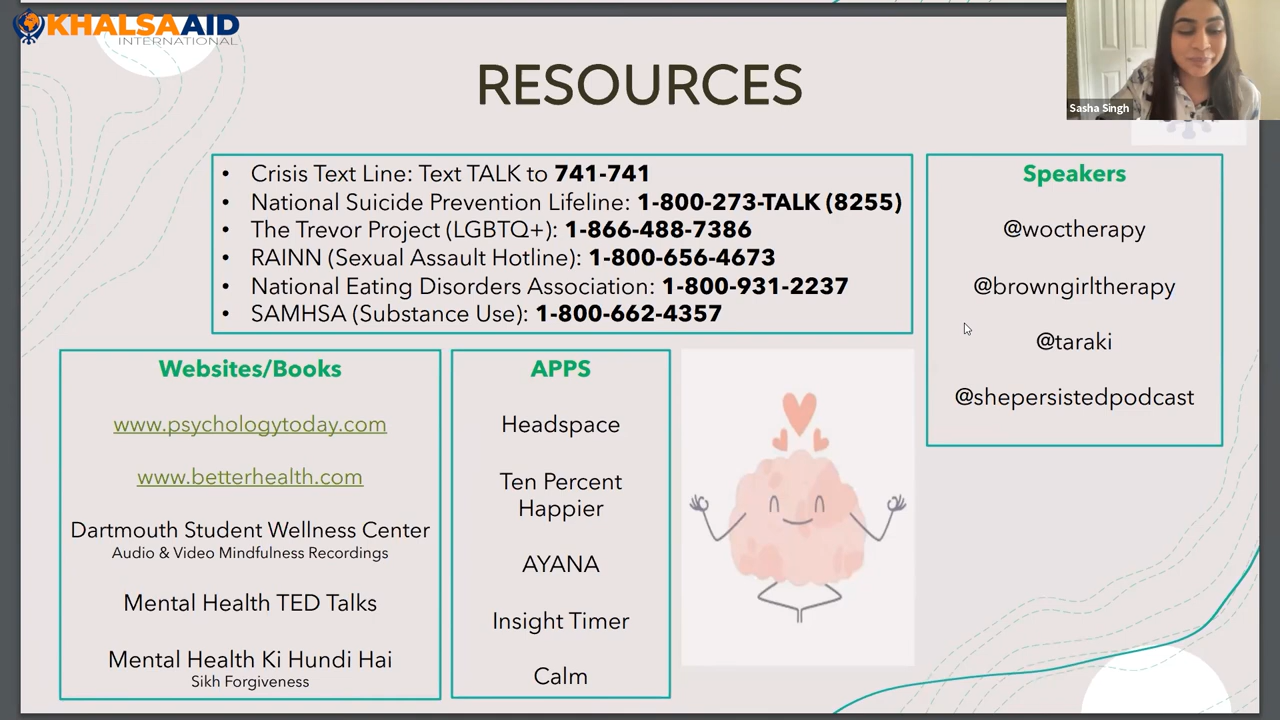 KHALSA AID
INTERNATIONAL
Sasha Singh
RESOURCES
• Crisis Text Line: Text TALK to 741-741
• National Suicide Prevention Lifeline: 1-800-273-TALK (8255)
• The Trevor Project (LGBTQ+): 1-866-488-7386
• RAINN (Sexual Assault Hotline): 1-800-656-4673
• National Eating Disorders Association: 1-800-931-2237
• SAMHSA (Substance Use): 1-800-662-4357
Speakers
@woctherapy
@browngirltherapy
@taraki
@shepersistedpodcast
Websites/Books
www.psychologytoday.com
www.betterhealth.com
Dartmouth Student Wellness Center
Audio & Video Mindfulness Recordings
Mental Health TED Talks
Mental Health Ki Hundi Hai
Sikh Forgiveness
APPS
Headspace
Ten Percent
Happier
AYANA
Insight Timer
Calm